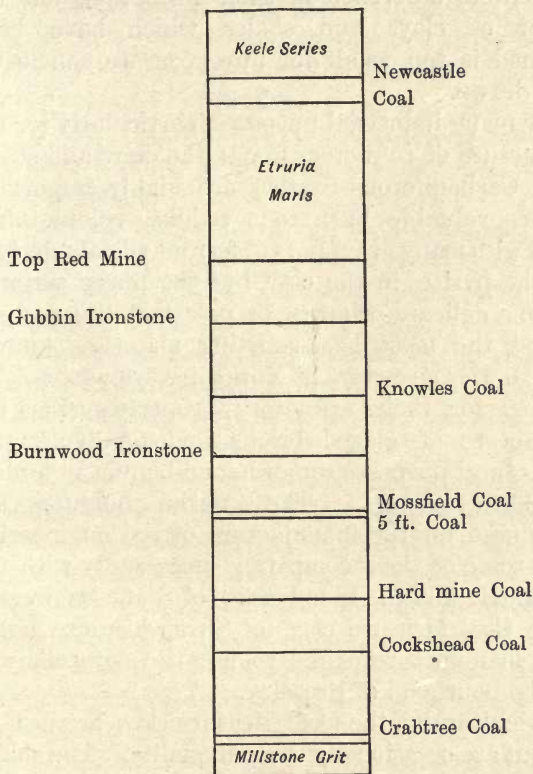 Keele Series
Newcastle
Coal
Etruria
Marls
Top Red Mine
Gubbin Ironstone
Knowles Coal
Burnwood Ironstone
Mossfield Coal
5 ft. Coal
Hard mine Coal
Cockshead Coal
Crabtree Coal
Millstone Grit